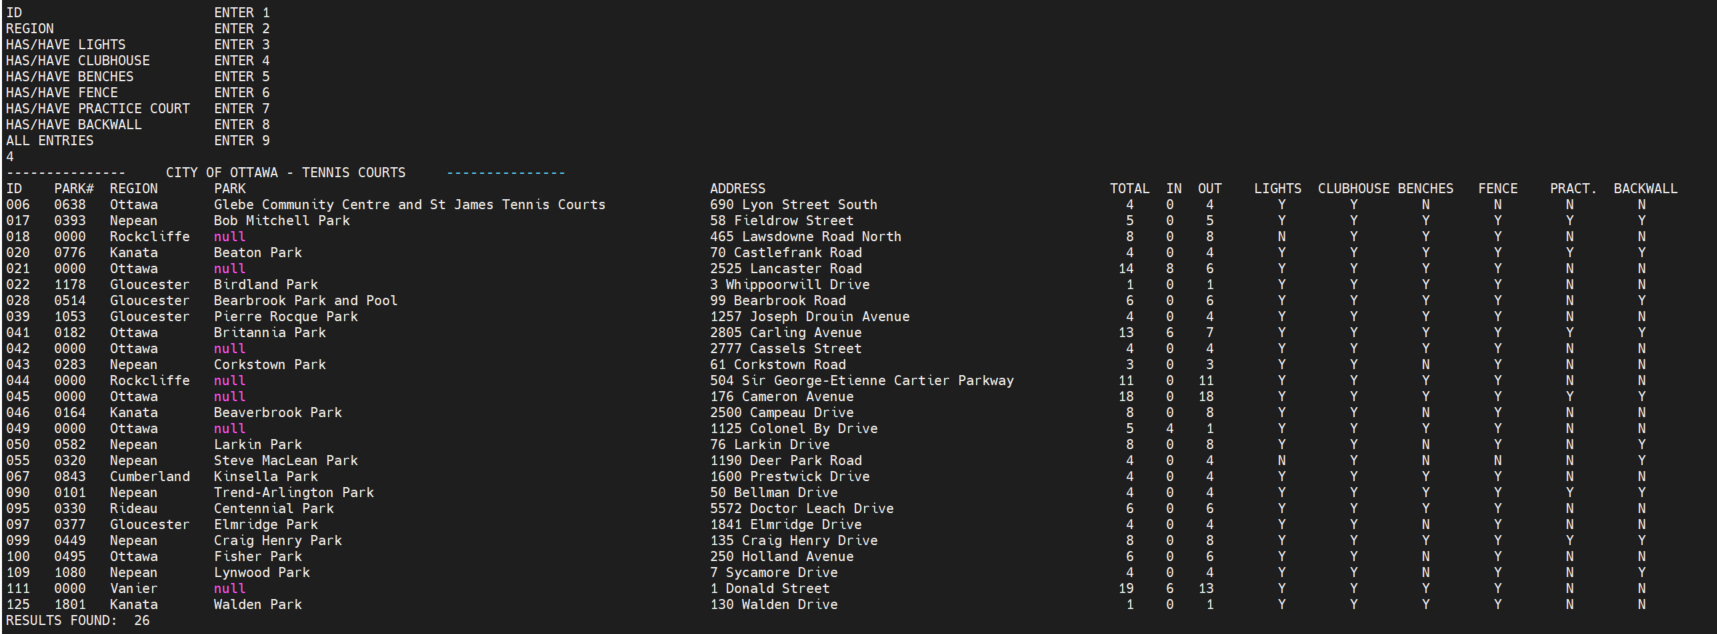 ID ENTER 1
REGION ENTER 2
HAS/HAVE LIGHTS ENTER 3
HAS/HAVE CLUBHOUSE ENTER 4
HAS/HAVE BENCHES ENTER 5
HAS/HAVE FENCE ENTER 6
HAS/HAVE PRACTICE COURT ENTER 7
HAS/HAVE BACKWALL ENTER 8
ALL ENTRIES ENTER 9
4
--------------- CITY OF OTTAWA - TENNIS COURTS ---------------
ID PARK# REGION PARK ADDRESS TOTAL IN OUT LIGHTS CLUBHOUSE BENCHES FENCE PRACT. BACKWALL
006 0638 Ottawa Glebe Community Centre and St James Tennis Courts 690 Lyon Street South 4 0 4 Y Y N N N N
017 0393 Nepean Bob Mitchell Park 58 Fieldrow Street 5 0 5 Y Y Y Y Y Y
018 0000 Rockcliffe null 465 Lawsdowne Road North 8 0 8 N Y Y Y N N
020 0776 Kanata Beaton Park 70 Castlefrank Road 4 0 4 Y Y Y Y Y Y
021 0000 Ottawa null 2525 Lancaster Road 14 8 6 Y Y Y Y N N
022 1178 Gloucester Birdland Park 3 Whippoorwill Drive 1 0 1 Y Y Y Y N N
028 0514 Gloucester Bearbrook Park and Pool 99 Bearbrook Road 6 0 6 Y Y Y Y N Y
039 1053 Gloucester Pierre Rocque Park 1257 Joseph Drouin Avenue 4 0 4 Y Y Y Y N N
041 0182 Ottawa Britannia Park 2805 Carling Avenue 13 6 7 Y Y Y Y Y Y
042 0000 Ottawa null 2777 Cassels Street 4 0 4 Y Y Y Y N N
043 0283 Nepean Corkstown Park 61 Corkstown Road 3 0 3 Y Y N Y N N
044 0000 Rockcliffe null 504 Sir George-Etienne Cartier Parkway 11 0 11 Y Y Y Y N N
045 0000 Ottawa null 176 Cameron Avenue 18 0 18 Y Y Y Y Y Y
046 0164 Kanata Beaverbrook Park 2500 Campeau Drive 8 0 8 Y Y N Y N N
049 0000 Ottawa null 1125 Colonel By Drive 5 4 1 Y Y Y Y N N
050 0582 Nepean Larkin Park 76 Larkin Drive 8 0 8 Y Y N Y N Y
055 0320 Nepean Steve MacLean Park 1190 Deer Park Road 4 0 4 N Y N N N Y
067 0843 Cumberland Kinsella Park 1600 Prestwick Drive 4 0 4 Y Y Y Y N N
090 0101 Nepean Trend-Arlington Park 50 Bellman Drive 4 0 4 Y Y Y Y Y Y
095 0330 Rideau Centennial Park 5572 Doctor Leach Drive 6 0 6 Y Y Y Y N N
097 0377 Gloucester Elmridge Park 1841 Elmridge Drive 4 0 4 Y Y N Y N N
099 0449 Nepean Craig Henry Park 135 Craig Henry Drive 8 0 8 Y Y Y Y Y Y
100 0495 Ottawa Fisher Park 250 Holland Avenue 6 0 6 Y Y N Y N N
109 1080 Nepean Lynwood Park 7 Sycamore Drive 4 0 4 Y Y N Y N Y
111 0000 Vanier null 1 Donald Street 19 6 13 Y Y Y Y N N
125 1801 Kanata Walden Park 130 Walden Drive 1 0 1 Y Y Y Y N N
RESULTS FOUND: 26